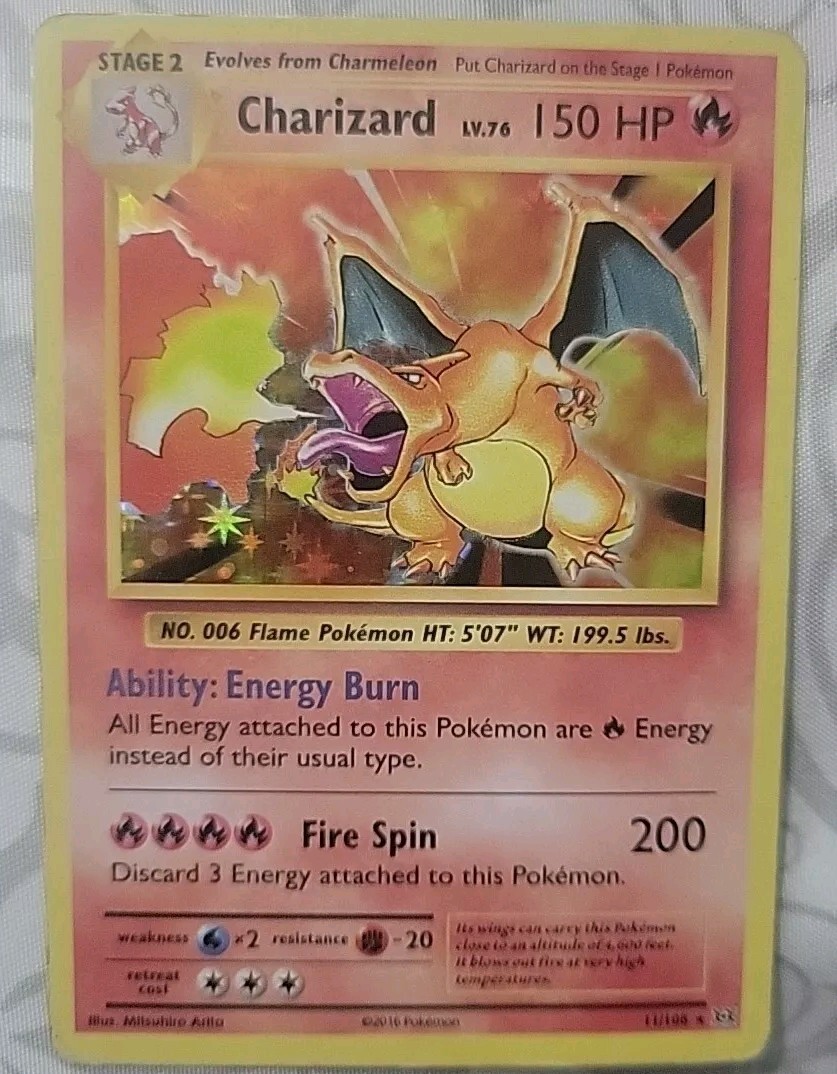 STAGE 2 Evolves from Charmeleon Put Charizard on the Stage 1 Pokémon
Charizard LV.76 150 HP
NO. 006 Flame Pokémon HT: 5'07" WT: 199.5 lbs.
Ability: Energy Burn
All Energy attached to this Pokémon are Energy
instead of their usual type.
Fire Spin 200
Discard 3 Energy attached to this Pokémon.
weakness ×2 resistance -20
Its wings can carry this Pokémon
close to an altitude of 4,600 feet.
It blows out fire at very high
temperatures.
retreat
cost
Illus. Mitsuhiro Arita ©2016 Pokémon 11/108